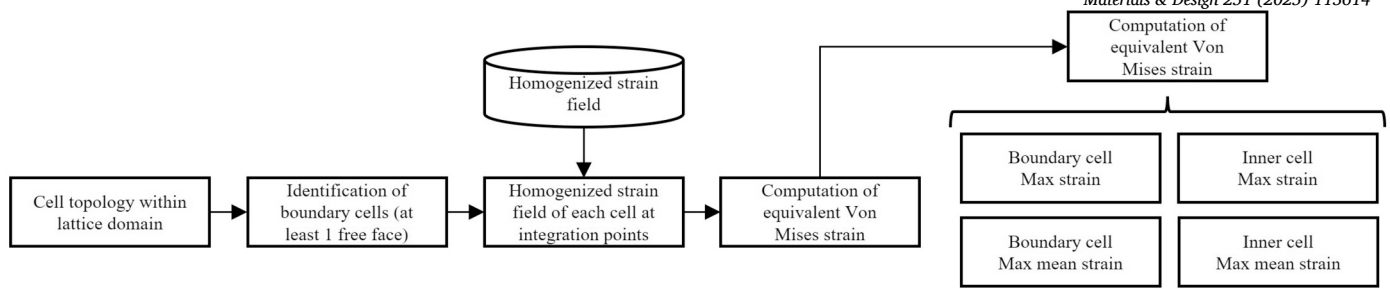 Materials & Design 231 (2023) 113614
Computation of
equivalent Von
Mises strain
Homogenized strain
field
Cell topology within
lattice domain
Identification of
boundary cells (at
least 1 free face)
Homogenized strain
field of each cell at
integration points
Computation of
equivalent Von
Mises strain
Boundary cell
Max strain
Inner cell
Max strain
Boundary cell
Max mean strain
Inner cell
Max mean strain